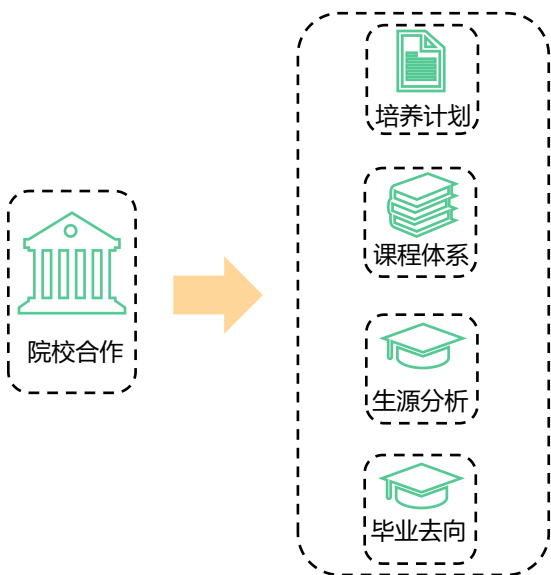 院校合作
培养计划
课程体系
生源分析
毕业去向